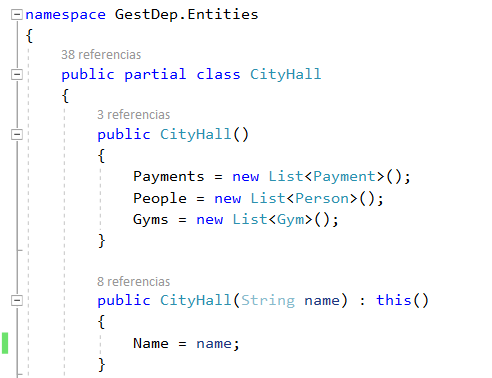 namespace GestDep.Entities
{
38 referencias
public partial class CityHall
{
3 referencias
public CityHall()
{
Payments = new List<Payment>();
People = new List<Person>();
Gyms = new List<Gym>();
}
8 referencias
public CityHall(String name) : this()
{
Name = name;
}